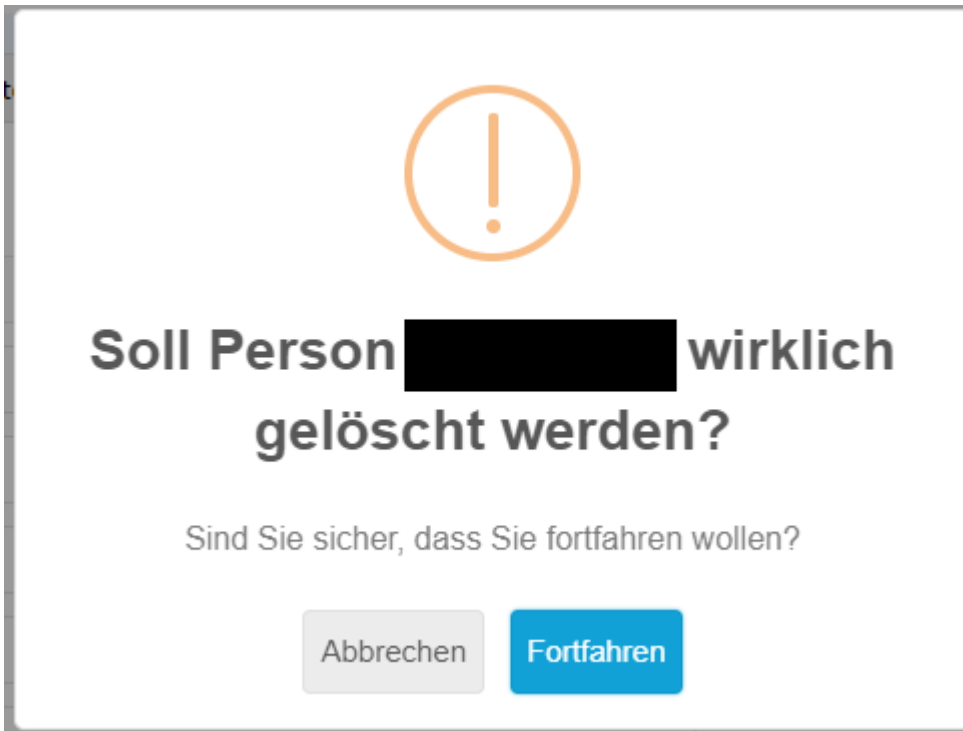 Soll Person wirklich
gelöscht werden?
Sind Sie sicher, dass Sie fortfahren wollen?
Abbrechen
Fortfahren